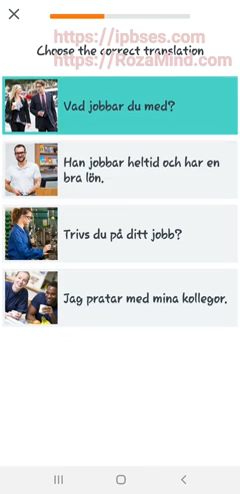 https://ipbses.com
Choose the correct translation
https://RozaMind.com
Vad jobbar du med?
Han jobbar heltid och har en
bra lön.
Trivs du på ditt jobb?
Jag pratar med mina kollegor.